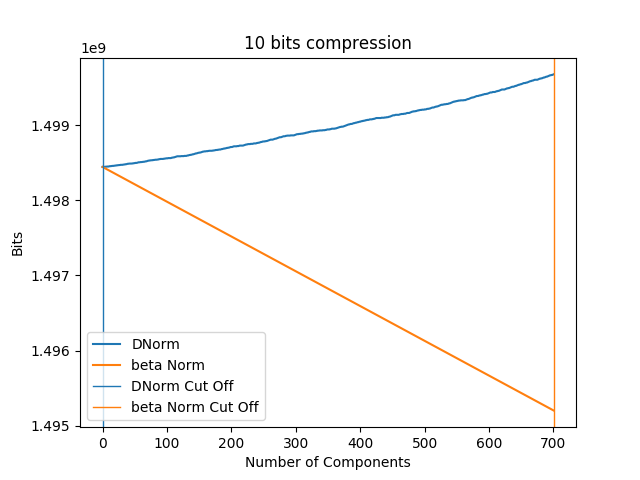 10 bits compression
1e9
1.499
1.498
1.497
1.496
1.495
Bits
DNorm
beta Norm
DNorm Cut Off
beta Norm Cut Off
0 100 200 300 400 500 600 700
Number of Components